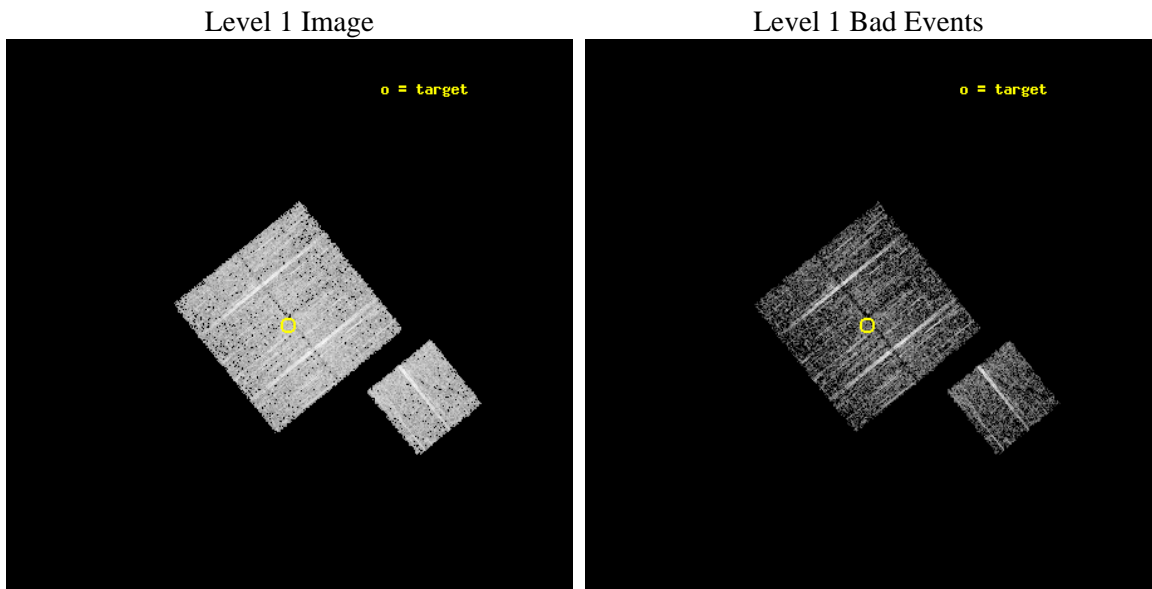 Level 1 Image
Level 1 Bad Events
o = target
o = target